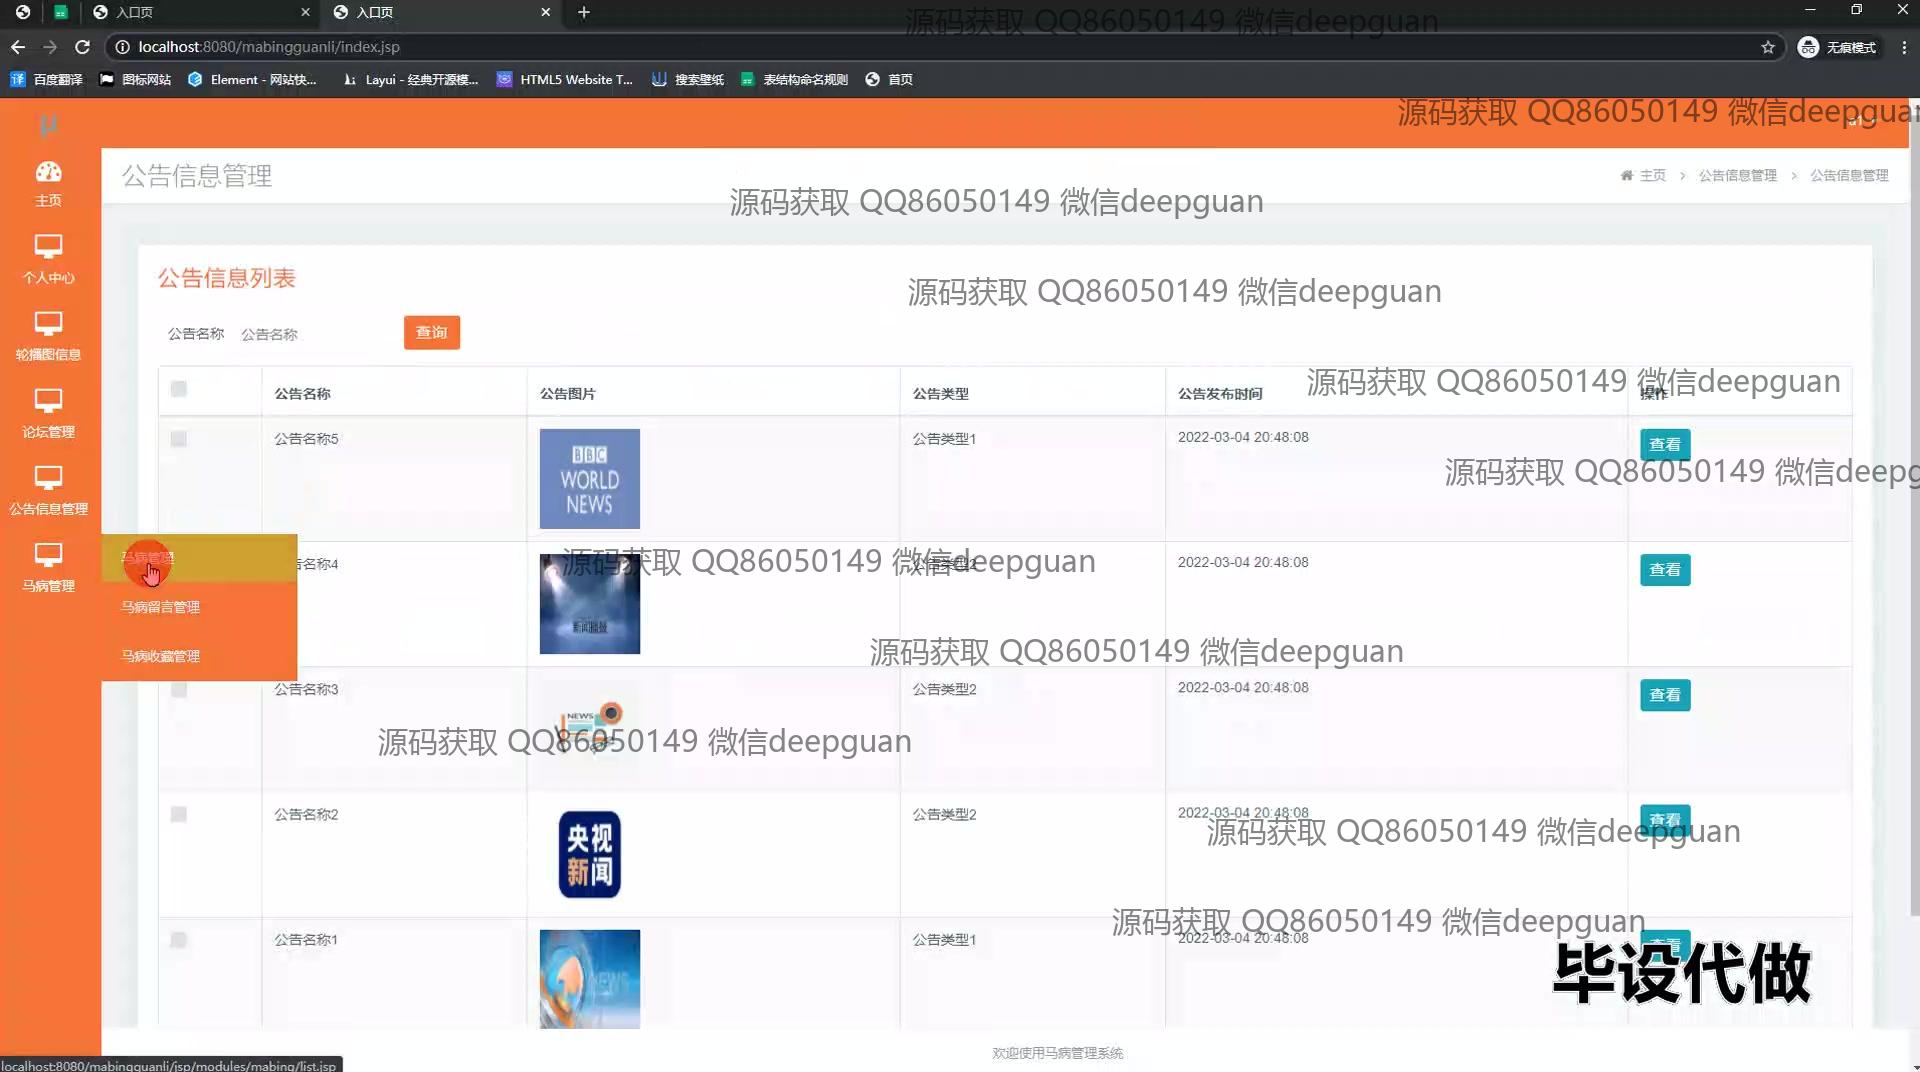 入口页
入口页
源码获取 QQ86050149 微信deepguan
localhost:8080/mabingguanli/index.jsp
无痕模式
百度翻译
图标网站
Element - 网站快...
Layui - 经典开源模...
HTML5 Website T...
搜索壁纸
表结构命名规则
首页
源码获取 QQ86050149 微信deepguan
μ
主页
个人中心
轮播图信息
论坛管理
公告信息管理
马病管理
马病管理
马病留言管理
马病收藏管理
公告信息管理
主页 > 公告信息管理 > 公告信息管理
源码获取 QQ86050149 微信deepguan
公告信息列表
源码获取 QQ86050149 微信deepguan
公告名称 公告名称 查询
源码获取 QQ86050149 微信deepguan
公告名称 公告图片 公告类型 公告发布时间 操作
公告名称5 公告类型1 2022-03-04 20:48:08 查看
BBC
WORLD
NEWS
源码获取 QQ86050149 微信deepg
告名称4 公告类型2 2022-03-04 20:48:08 查看
源码获取 QQ86050149 微信deepguan
新闻联播
源码获取 QQ86050149 微信deepguan
公告名称3 公告类型2 2022-03-04 20:48:08 查看
NEWS
源码获取 QQ86050149 微信deepguan
公告名称2 公告类型2 2022-03-04 20:48:08 查看
央视
新闻
源码获取 QQ86050149 微信deepguan
公告名称1 公告类型1 2022-03-04 20:48:08 查看
NEWS
源码获取 QQ86050149 微信deepguan
毕设代做
欢迎使用马病管理系统
localhost:8080/mabingguanli/jsp/modules/mabing/list.jsp